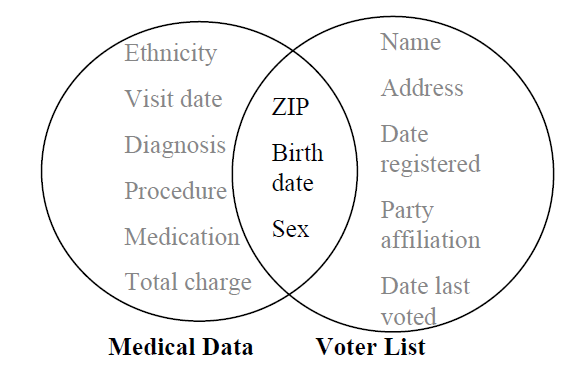 Ethnicity
Visit date
Diagnosis
Procedure
Medication
Total charge
ZIP
Birth
date
Sex
Name
Address
Date
registered
Party
affiliation
Date last
voted
Medical Data
Voter List